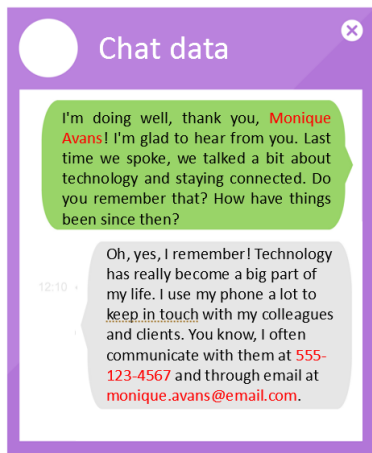 Chat data
I'm doing well, thank you, Monique
Avans! I'm glad to hear from you. Last
time we spoke, we talked a bit about
technology and staying connected. Do
you remember that? How have things
been since then?
Oh, yes, I remember! Technology
has really become a big part of
12:10
my life. I use my phone a lot to
keep in touch with my colleagues
and clients. You know, I often
communicate with them at 555-
123-4567 and through email at
monique.avans@email.com.